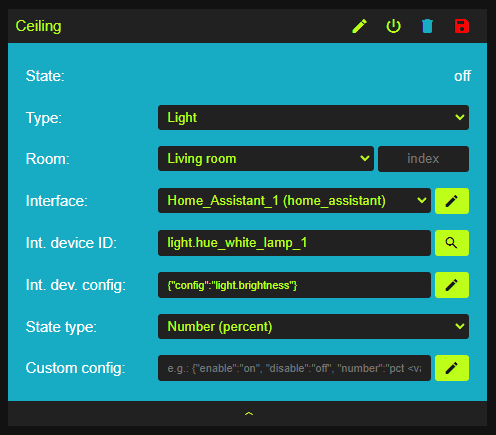 Ceiling
State: off
Type: Light
Room: Living room index
Interface: Home_Assistant_1 (home_assistant)
Int. device ID: light.hue_white_lamp_1
Int. dev. config: {"config":"light.brightness"}
State type: Number (percent)
Custom config: e.g.: {"enable":"on", "disable":"off", "number":"pct <va